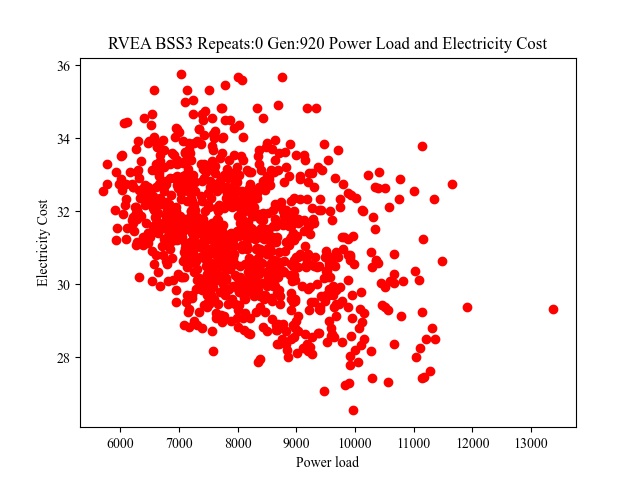 RVEA BSS3 Repeats:0 Gen:920 Power Load and Electricity Cost
36
34
32
30
28
Electricity Cost
6000 7000 8000 9000 10000 11000 12000 13000
Power load